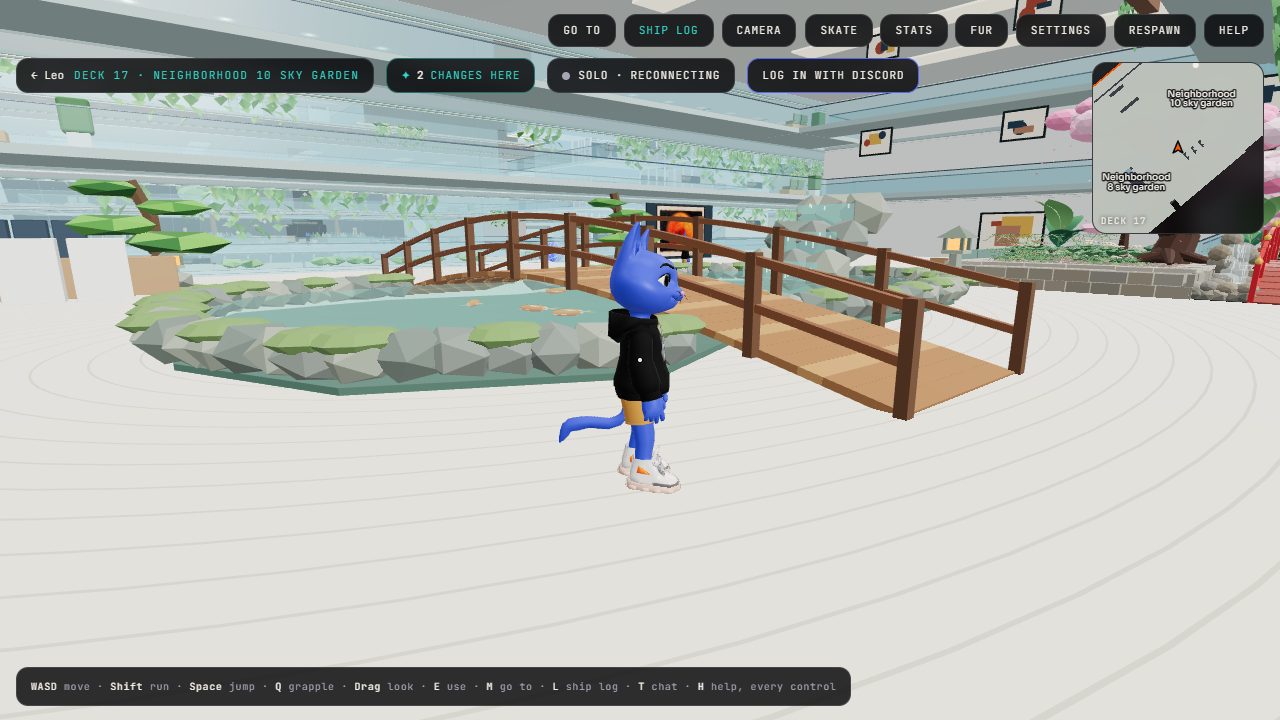 GO TO
SHIP LOG
CAMERA
SKATE
STATS
FUR
SETTINGS
RESPAWN
HELP
← Leo DECK 17 · NEIGHBORHOOD 10 SKY GARDEN
✦ 2 CHANGES HERE
● SOLO · RECONNECTING
LOG IN WITH DISCORD
Neighborhood
10 sky garden
Neighborhood
8 sky garden
DECK 17
WASD move · Shift run · Space jump · Q grapple · Drag look · E use · M go to · L ship log · T chat · H help, every control